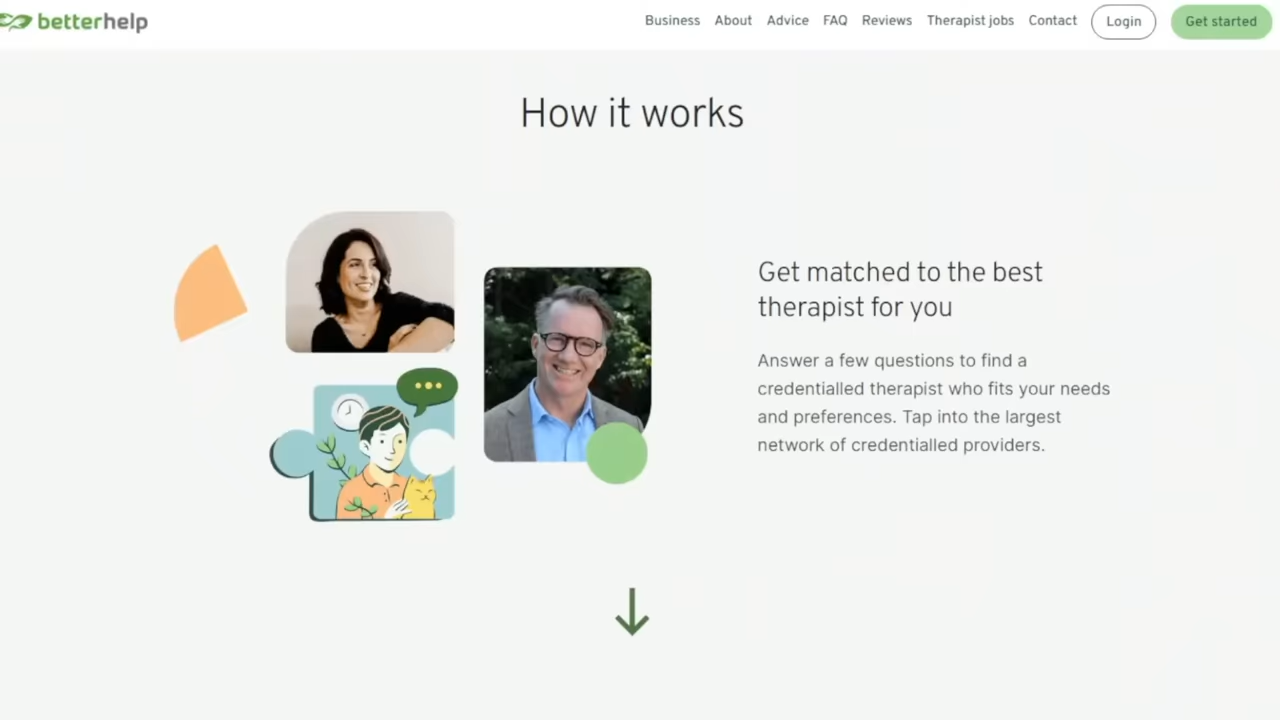 betterhelp
Business About Advice FAQ Reviews Therapist jobs Contact Login Get started
How it works
Get matched to the best
therapist for you
Answer a few questions to find a
credentialled therapist who fits your needs
and preferences. Tap into the largest
network of credentialled providers.